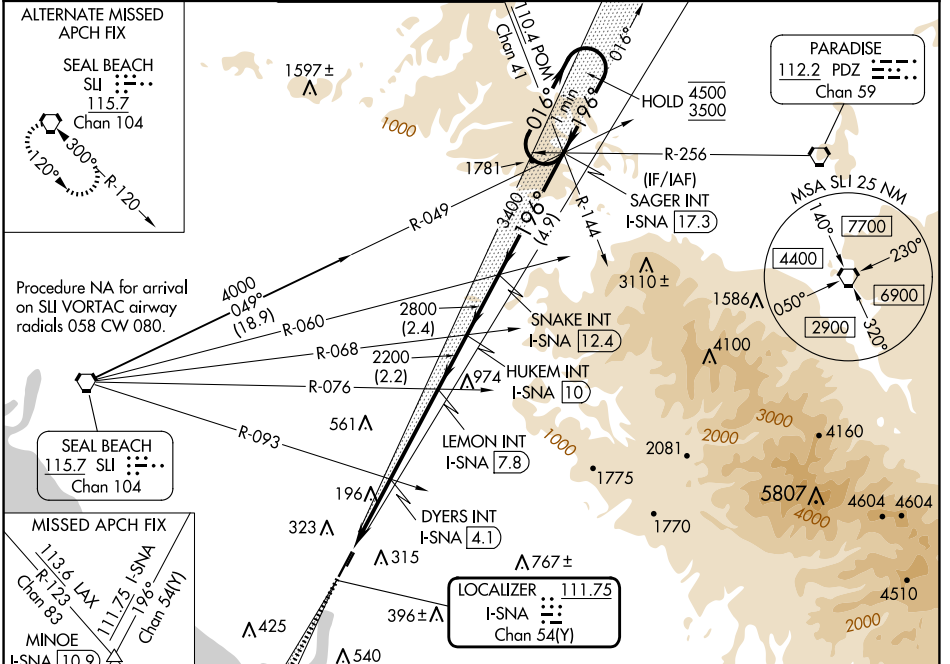 ALTERNATE MISSED
APCH FIX
SEAL BEACH
SLI
115.7
Chan 104
300°
R-120
120°
1597±
1000
110.4 POM
Chan 41
016°
016°
1 min
196°
HOLD 4500
3500
PARADISE
112.2 PDZ
Chan 59
R-256
1781
(IF/IAF)
SAGER INT
I-SNA 17.3
R-144
3400
196°
(4.9)
R-049
MSA SLI 25 NM
140°
7700
230°
4400
050°
6900
2900
320°
Procedure NA for arrival
on SLI VORTAC airway
radials 058 CW 080.
4000
049°
(18.9)
R-060
R-068
R-076
R-093
2800
(2.4)
2200
(2.2)
3110±
1586
SNAKE INT
I-SNA 12.4
4100
974
HUKEM INT
I-SNA 10
561
LEMON INT
I-SNA 7.8
3000
2000
1000
2081
4160
1775
SEAL BEACH
115.7 SLI
Chan 104
196
5807
4000
4604
4604
1770
323
DYERS INT
I-SNA 4.1
315
767±
4510
2000
MISSED APCH FIX
113.6 LAX
R-123
Chan 83
111.75 I-SNA
196°
Chan 54(Y)
MINOE
I-SNA 10.9
LOCALIZER 111.75
I-SNA
Chan 54(Y)
396±
425
540